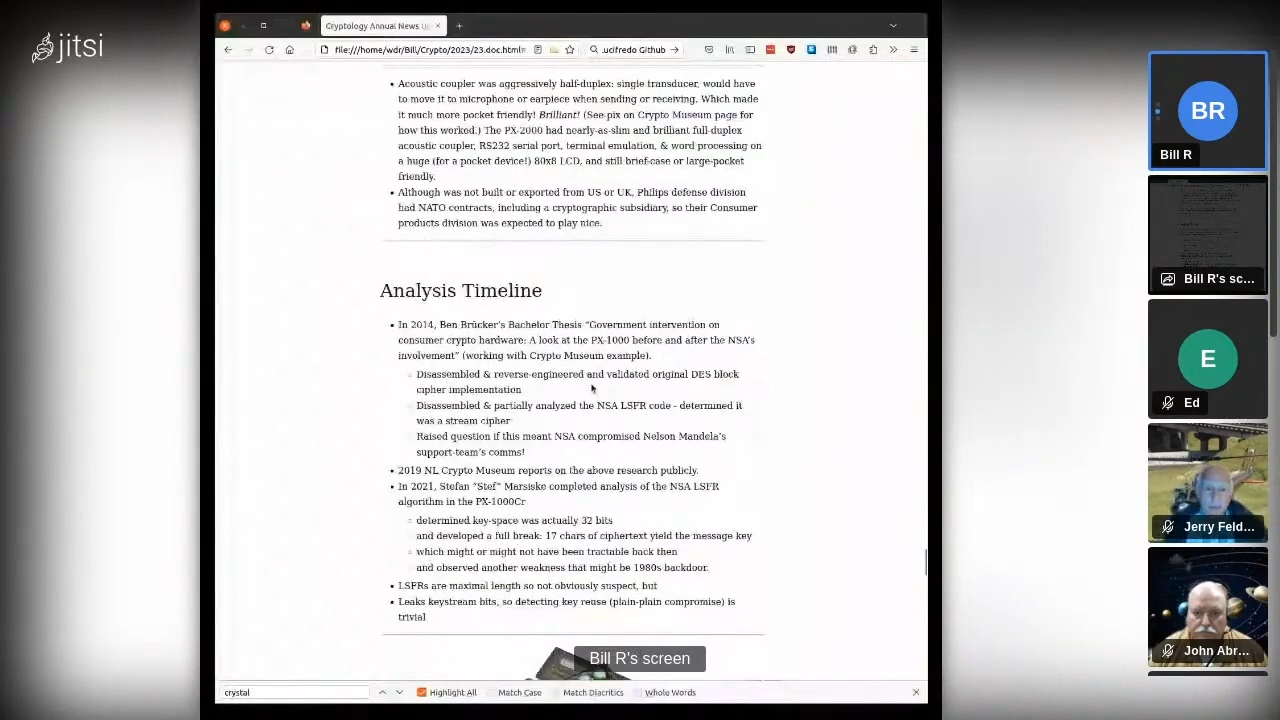 jitsi
Cryptology Annual News Up
file:///home/wdr/Bill/Crypto/2023/23.doc.html#
.ucifredo Github
Acoustic coupler was aggressively half-duplex: single transducer, would have
to move it to microphone or earpiece when sending or receiving. Which made
it much more pocket friendly! Brilliant! (See pix on Crypto Museum page for
how this worked.) The PX-2000 had nearly-as-slim and brilliant full-duplex
acoustic coupler, RS232 serial port, terminal emulation, & word processing on
a huge (for a pocket device!) 80x8 LCD, and still brief-case or large-pocket
friendly.
Although was not built or exported from US or UK, Philips defense division
had NATO contracts, including a cryptographic subsidiary, so their Consumer
products division was expected to play nice.
Analysis Timeline
In 2014, Ben Brücker's Bachelor Thesis “Government intervention on
consumer crypto hardware: A look at the PX-1000 before and after the NSA's
involvement” (working with Crypto Museum example).
Disassembled & reverse-engineered and validated original DES block
cipher implementation
Disassembled & partially analyzed the NSA LSFR code - determined it
was a stream cipher
Raised question if this meant NSA compromised Nelson Mandela's
support-team's comms!
2019 NL Crypto Museum reports on the above research publicly.
In 2021, Stefan “Stef” Marsiske completed analysis of the NSA LSFR
algorithm in the PX-1000Cr
determined key-space was actually 32 bits
and developed a full break: 17 chars of ciphertext yield the message key
which might or might not have been tractable back then
and observed another weakness that might be 1980s backdoor.
LSFRs are maximal length so not obviously suspect, but
Leaks keystream bits, so detecting key reuse (plain-plain compromise) is
trivial
Bill R's screen
crystal
Highlight All
Match Case
Match Diacritics
Whole Words
BR
Bill R
Bill R's sc...
E
Ed
Jerry Feld...
John Abr...